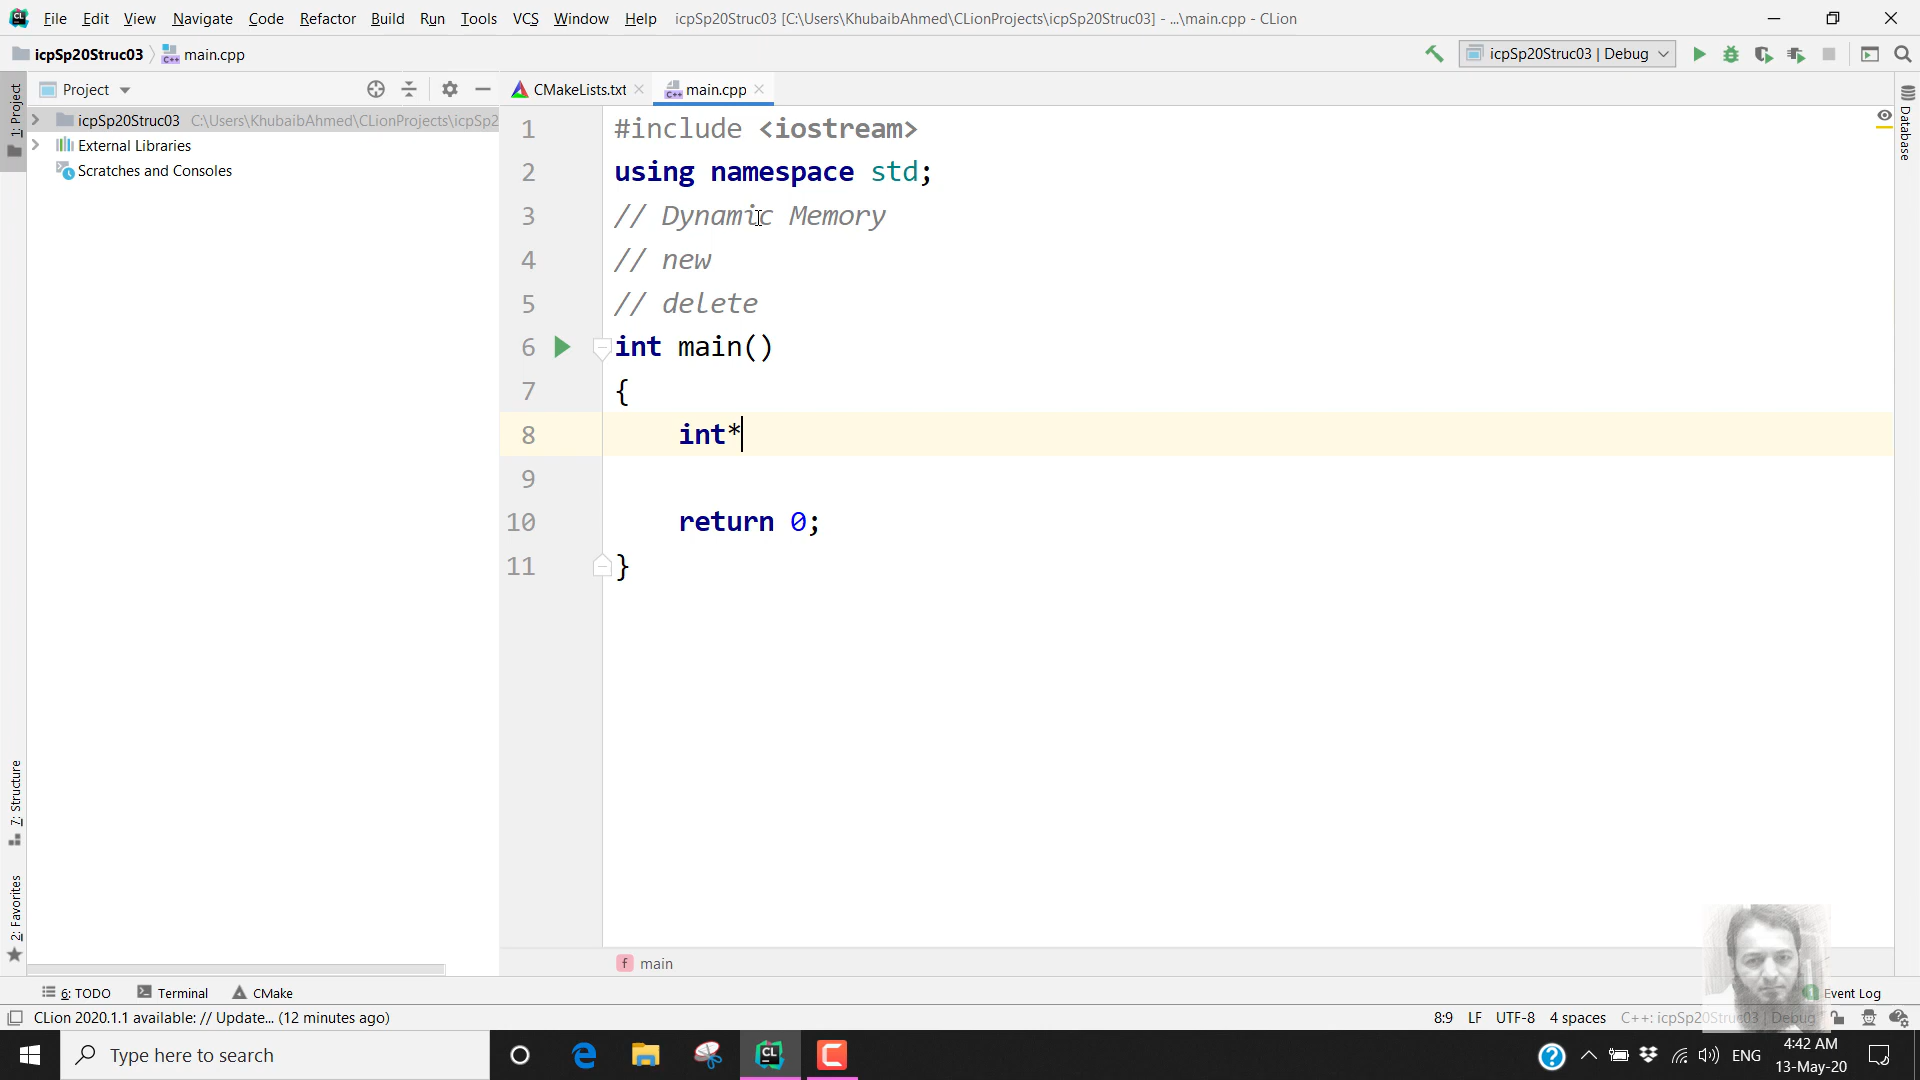 File Edit View Navigate Code Refactor Build Run Tools VCS Window Help icpSp20Struc03 [C:\Users\KhubaibAhmed\CLionProjects\icpSp20Struc03] - ...\main.cpp - CLion
icpSp20Struc03 main.cpp
icpSp20Struc03 | Debug
1: Project
Project
CMakeLists.txt
main.cpp
Database
icpSp20Struc03 C:\Users\KhubaibAhmed\CLionProjects\icpSp2
External Libraries
Scratches and Consoles
1 #include <iostream>
2 using namespace std;
3 // Dynamic Memory
4 // new
5 // delete
6 int main()
7 {
8 int*
9
10 return 0;
11 }
7: Structure
2: Favorites
f main
6: TODO Terminal CMake
Event Log
CLion 2020.1.1 available: // Update... (12 minutes ago)
8:9 LF UTF-8 4 spaces C++: icpSp20Struc03 | Debug
Type here to search
ENG
4:42 AM
13-May-20